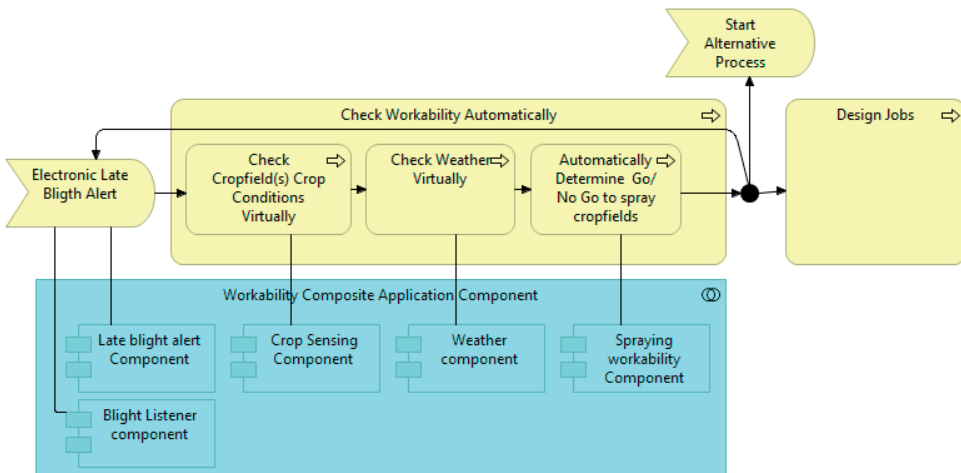 Start
Alternative
Process
Check Workability Automatically
Design Jobs
Electronic Late
Bligth Alert
Check
Cropfield(s) Crop
Conditions
Virtually
Check Weather
Virtually
Automatically
Determine Go/
No Go to spray
cropfields
Workability Composite Application Component
Late blight alert
Component
Crop Sensing
Component
Weather
component
Spraying
workability
Component
Blight Listener
component